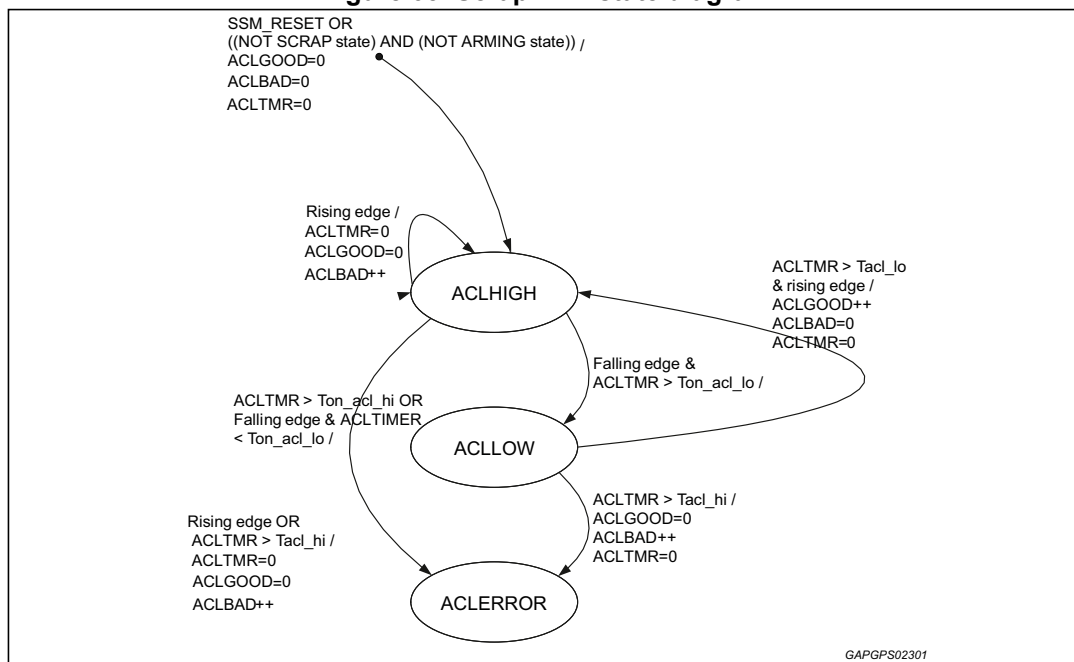 SSM_RESET OR
((NOT SCRAP state) AND (NOT ARMING state)) /
ACLGOOD=0
ACLBAD=0
ACLTMR=0
Rising edge /
ACLTMR=0
ACLGOOD=0
ACLBAD++
ACLHIGH
ACLTMR > Tacl_lo
& rising edge /
ACLGOOD++
ACLBAD=0
ACLTMR=0
Falling edge &
ACLTMR > Ton_acl_lo /
ACLTMR > Ton_acl_hi OR
Falling edge & ACLTIMER
< Ton_acl_lo /
ACLLOW
ACLTMR > Tacl_hi /
ACLGOOD=0
ACLBAD++
ACLTMR=0
Rising edge OR
ACLTMR > Tacl_hi /
ACLTMR=0
ACLGOOD=0
ACLBAD++
ACLERROR
GAPGPS02301